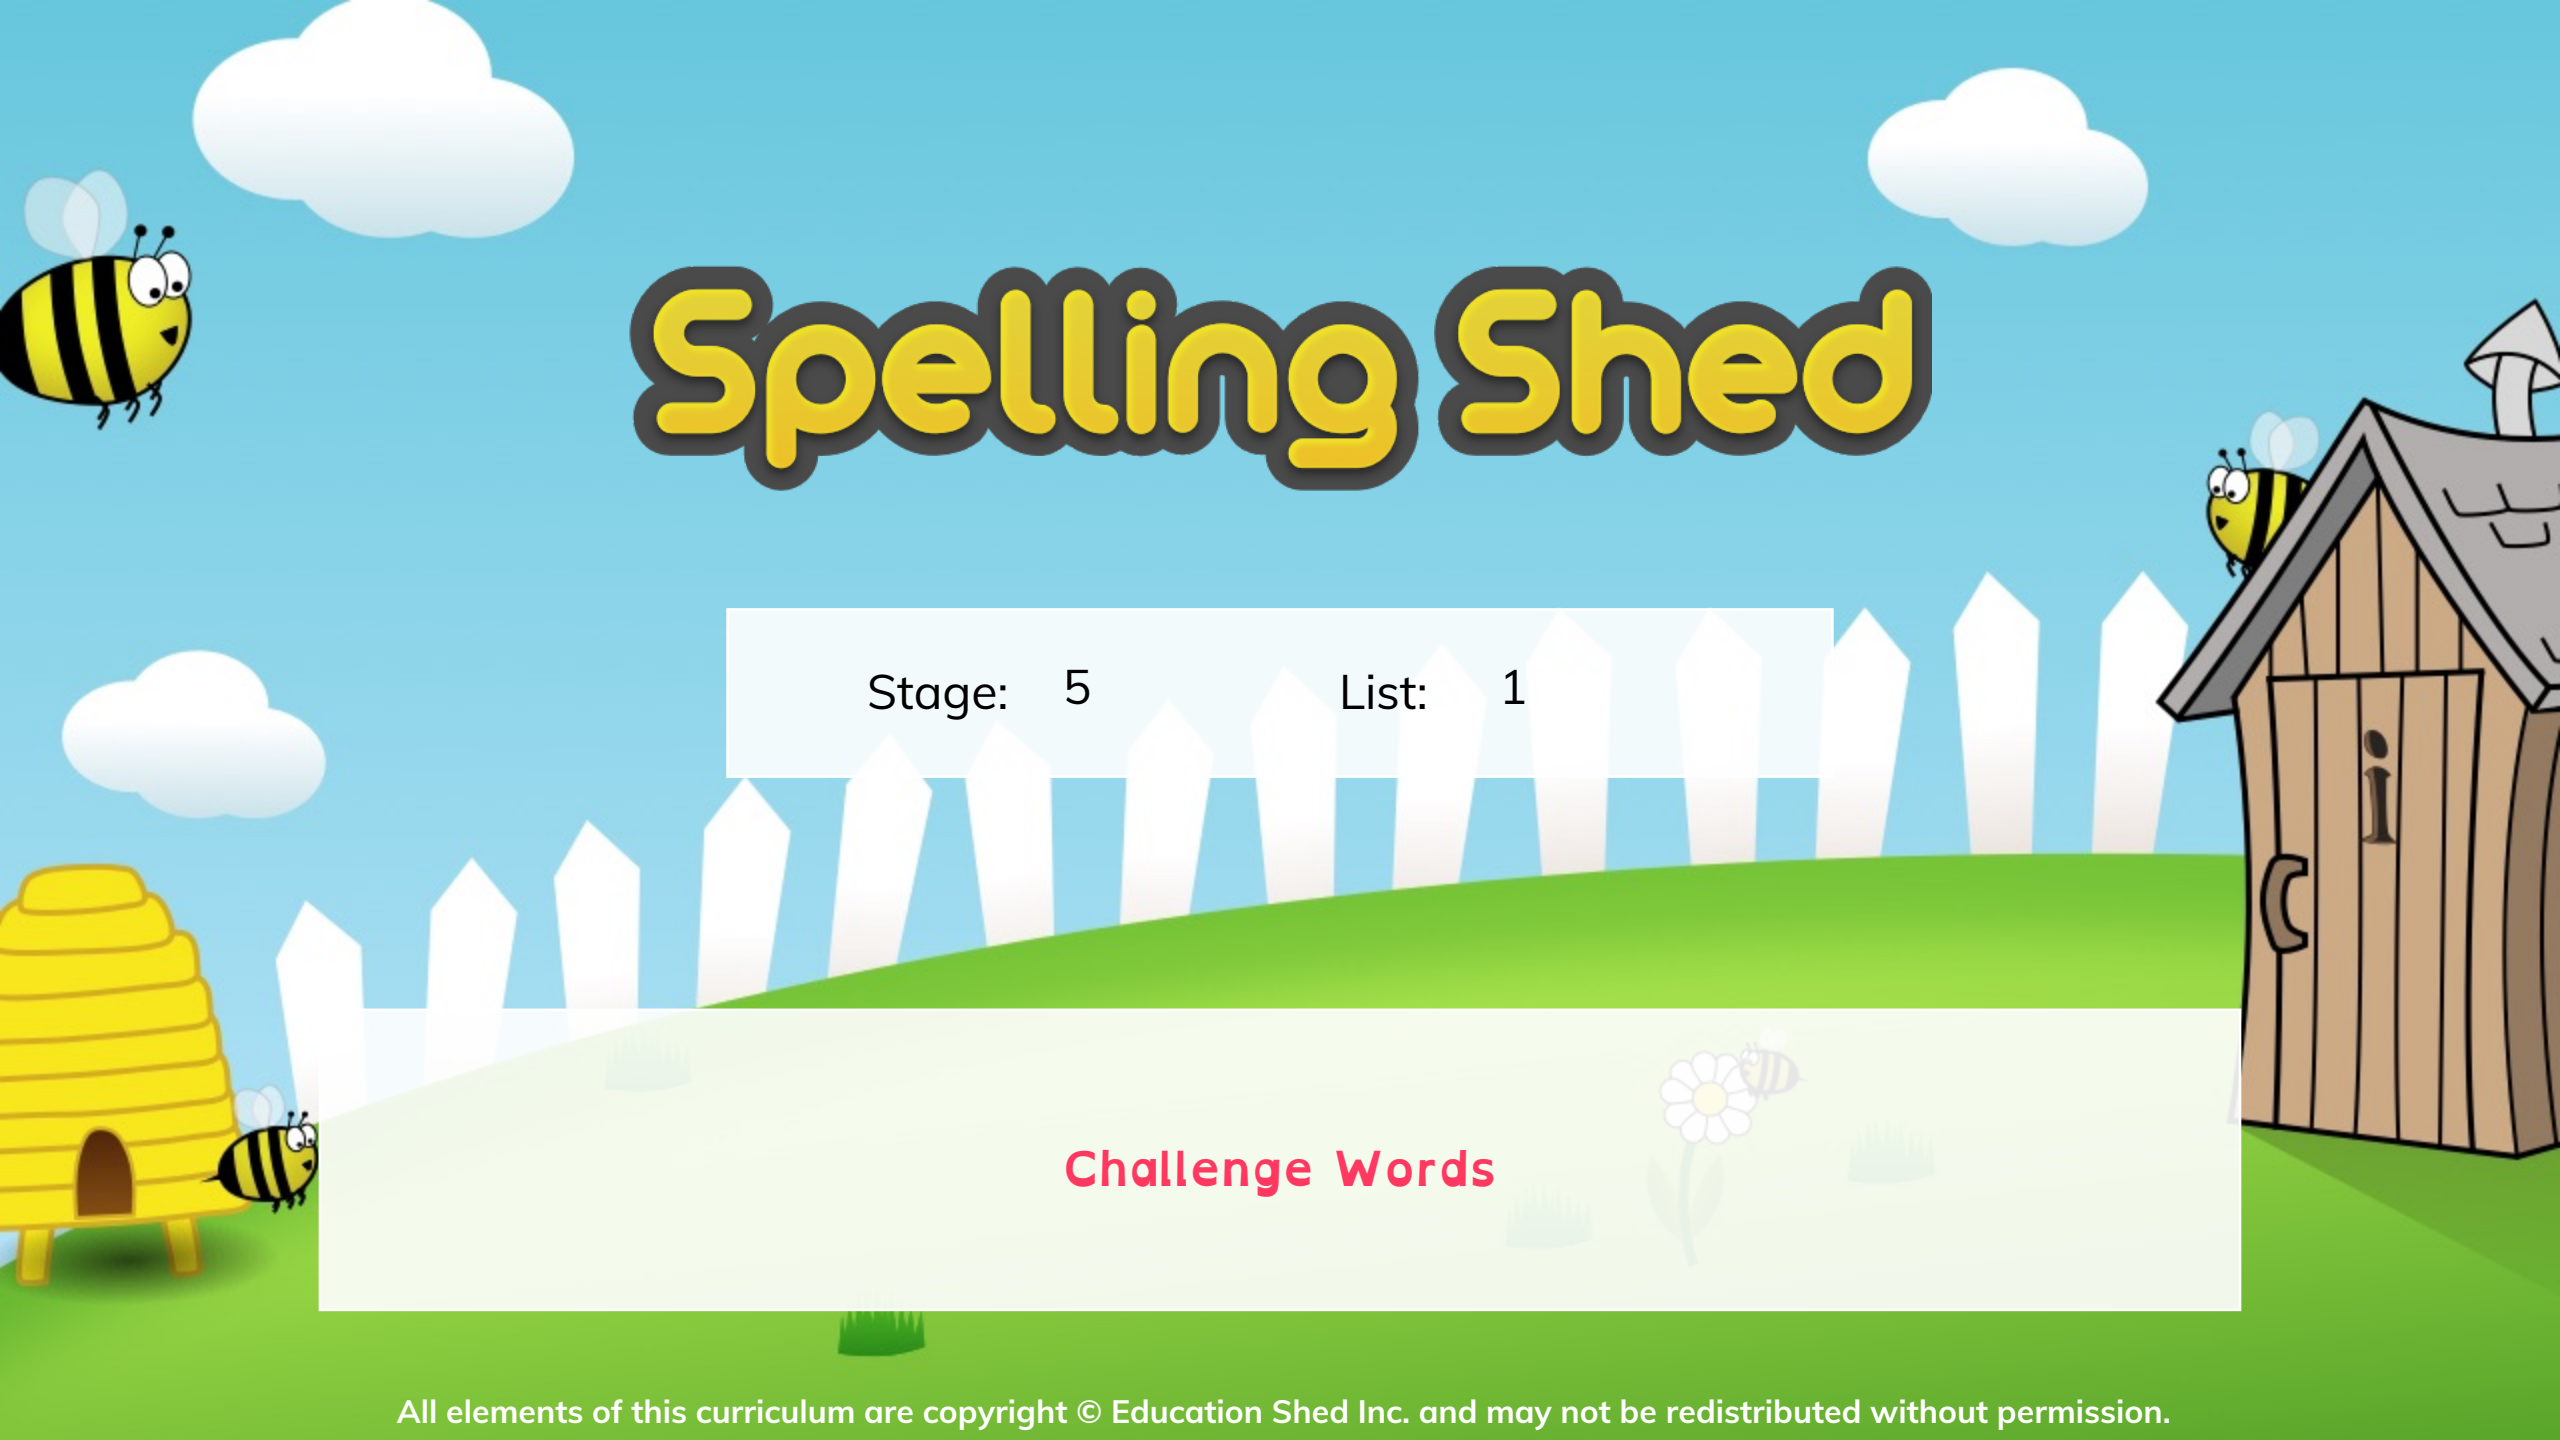 Spelling Shed
Stage: 5 List: 1
i
Challenge Words
All elements of this curriculum are copyright © Education Shed Inc. and may not be redistributed without permission.